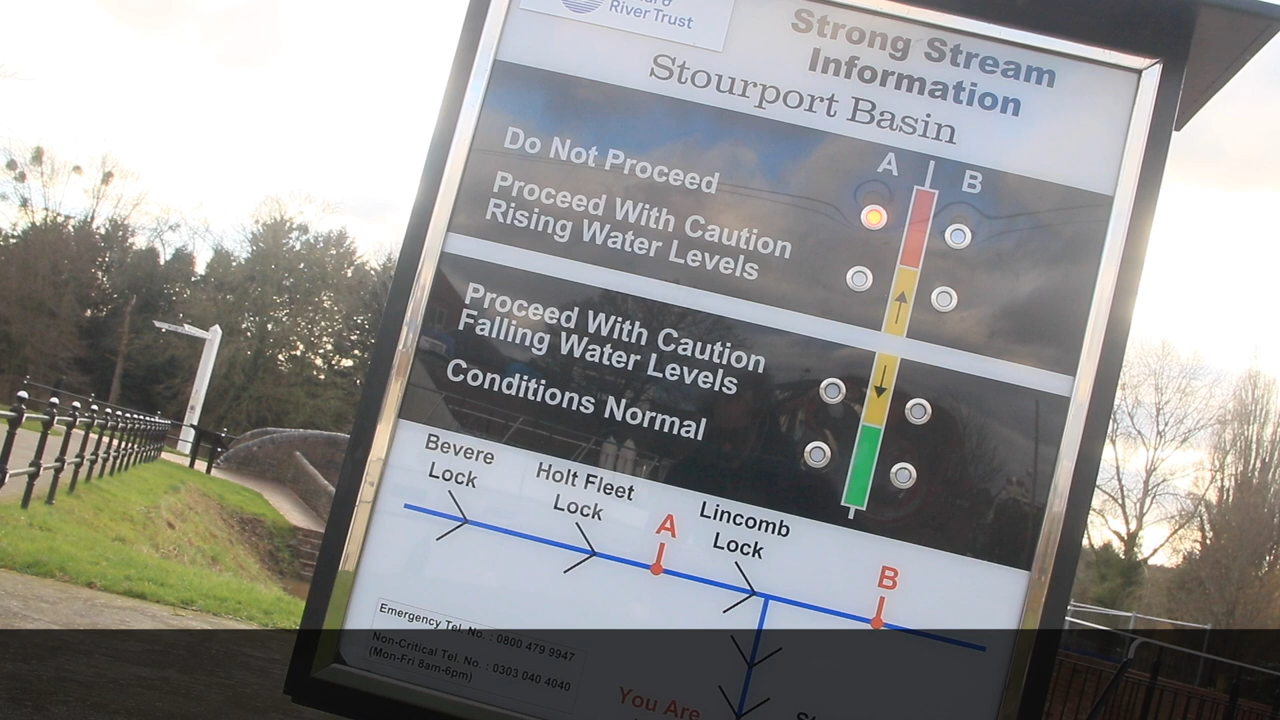 River Trust
Strong Stream
Information
Stourport Basin
A
B
Do Not Proceed
Proceed With Caution
Rising Water Levels
Proceed With Caution
Falling Water Levels
Conditions Normal
Bevere
Lock
Holt Fleet
Lock
A
Lincomb
Lock
B
Emergency Tel. No. : 0800 479 9947
Non-Critical Tel. No. : 0303 040 4040
(Mon-Fri 8am-6pm)
You Are